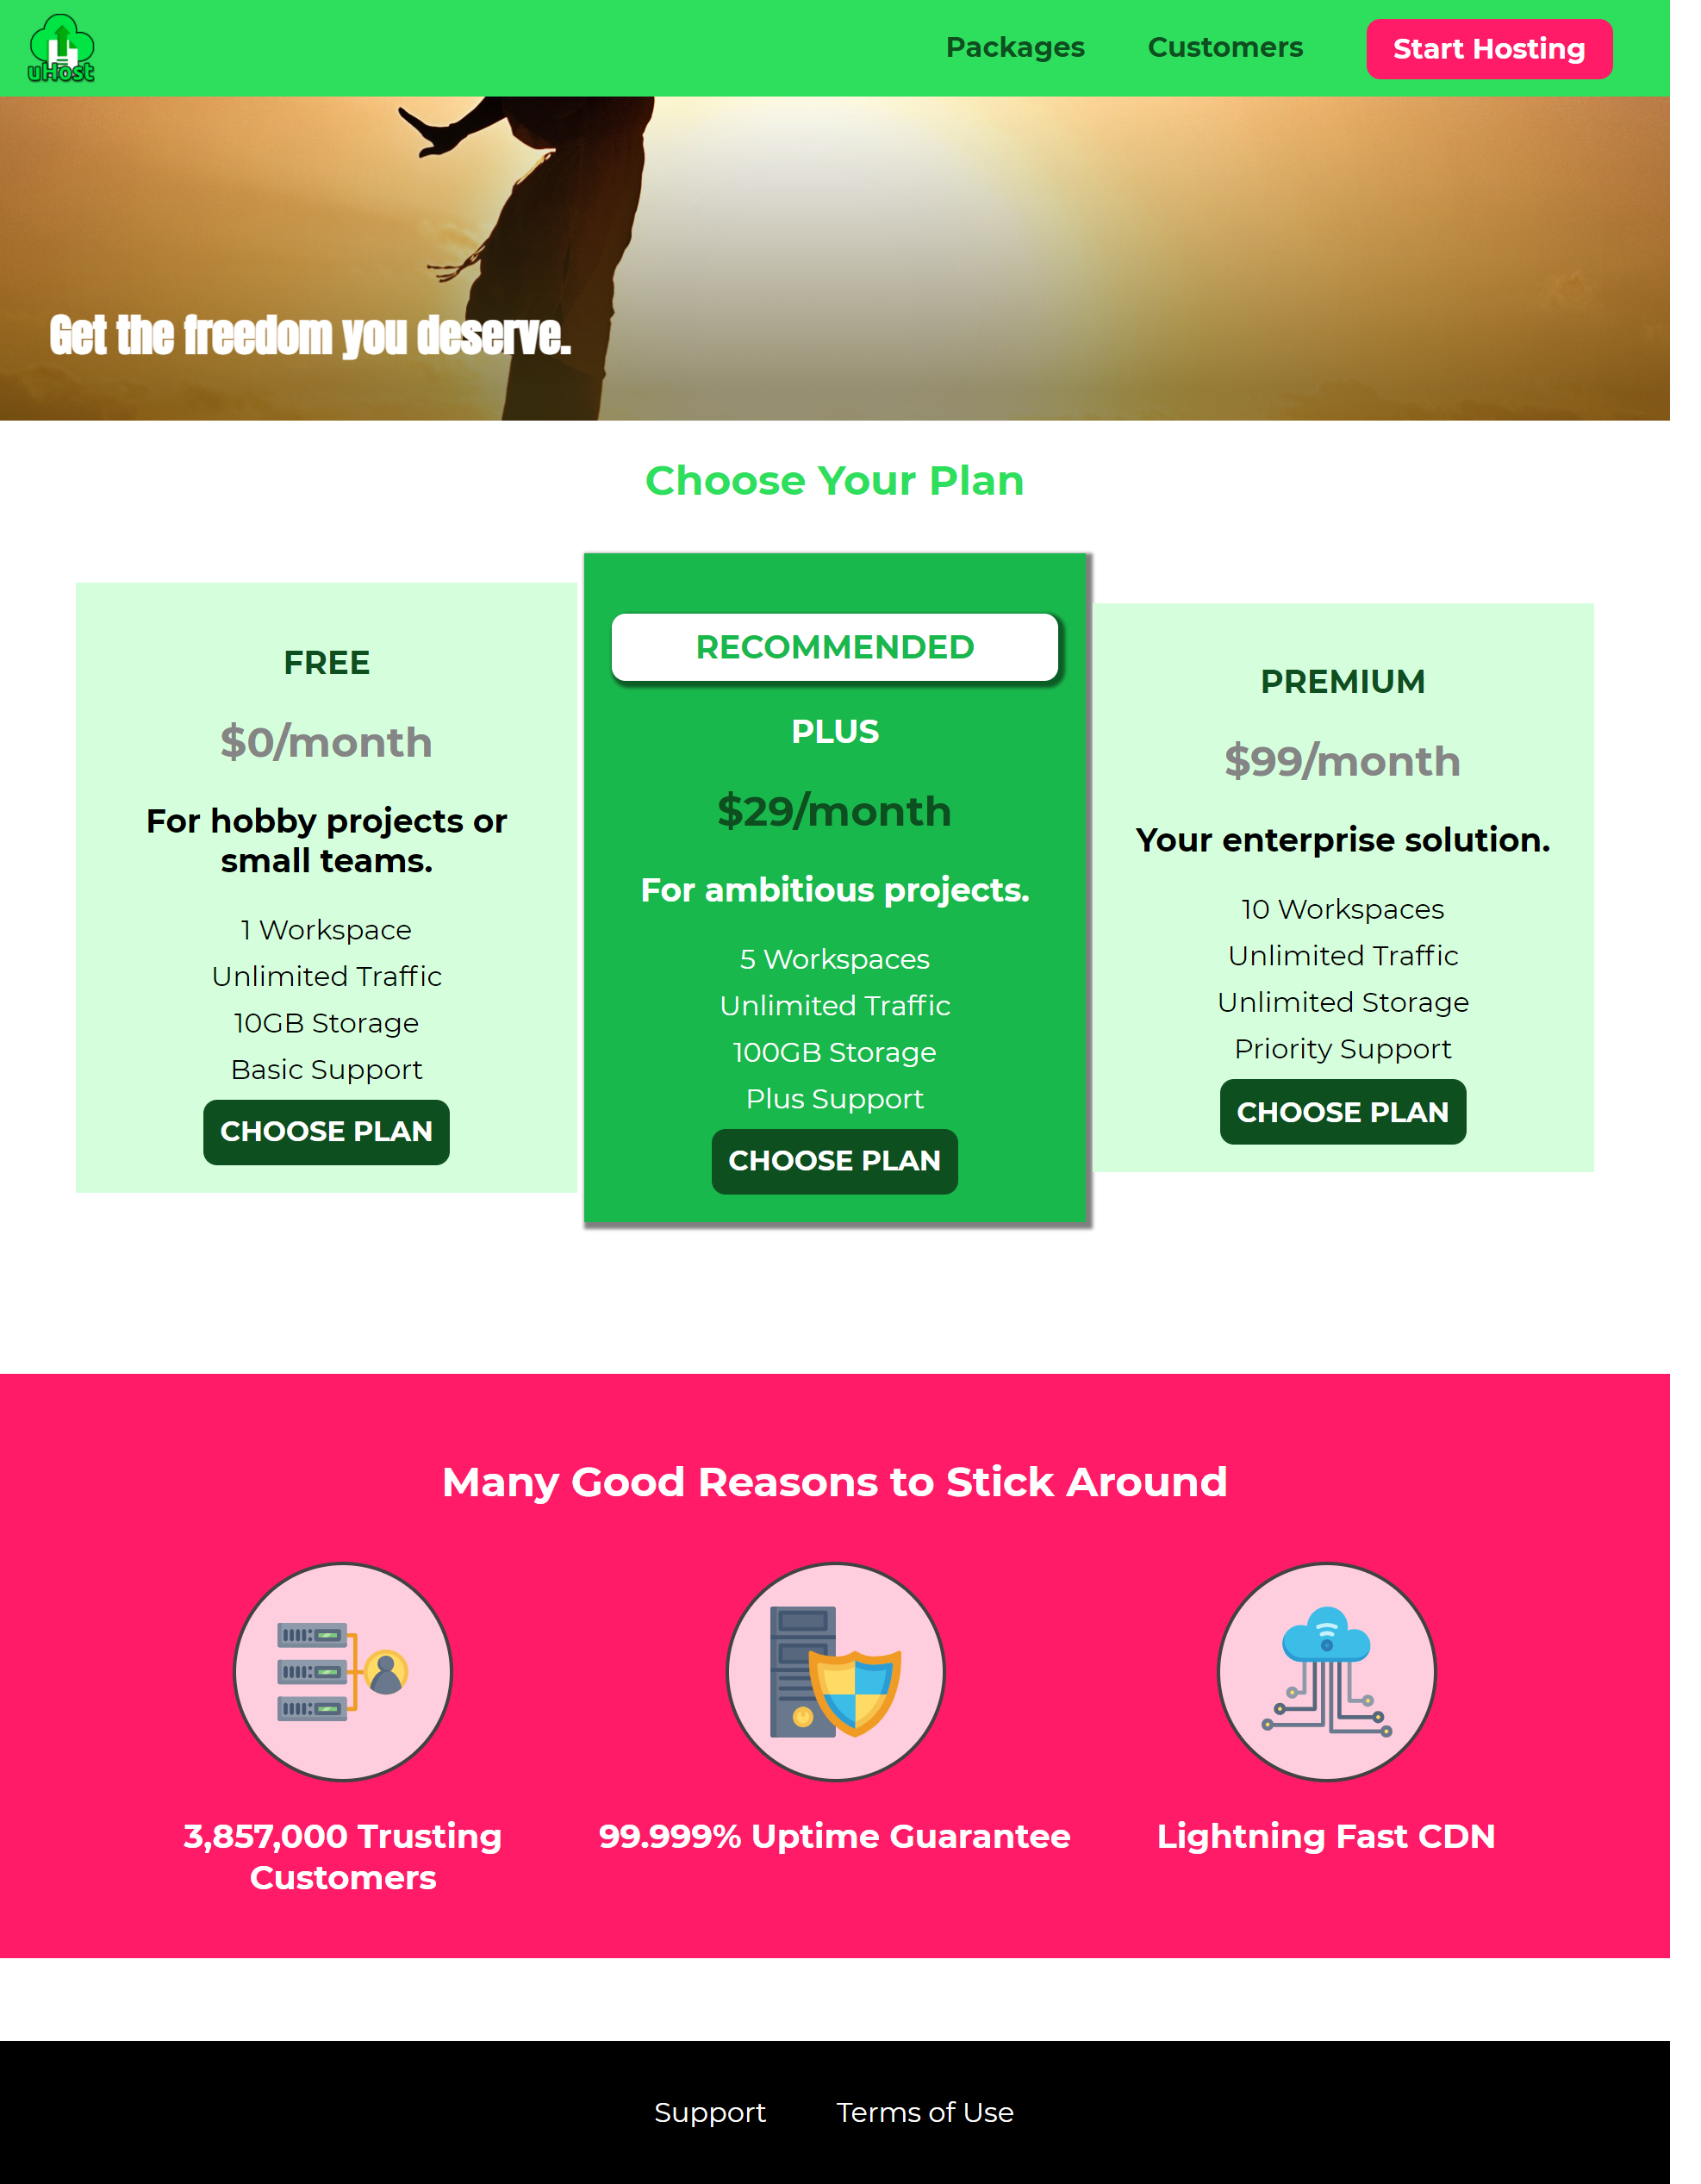 uHost
Packages
Customers
Start Hosting
Get the freedom you deserve.
Choose Your Plan
FREE
$0/month
For hobby projects or
small teams.
1 Workspace
Unlimited Traffic
10GB Storage
Basic Support
CHOOSE PLAN
RECOMMENDED
PLUS
$29/month
For ambitious projects.
5 Workspaces
Unlimited Traffic
100GB Storage
Plus Support
CHOOSE PLAN
PREMIUM
$99/month
Your enterprise solution.
10 Workspaces
Unlimited Traffic
Unlimited Storage
Priority Support
CHOOSE PLAN
Many Good Reasons to Stick Around
3,857,000 Trusting
Customers
99.999% Uptime Guarantee
Lightning Fast CDN
Support
Terms of Use